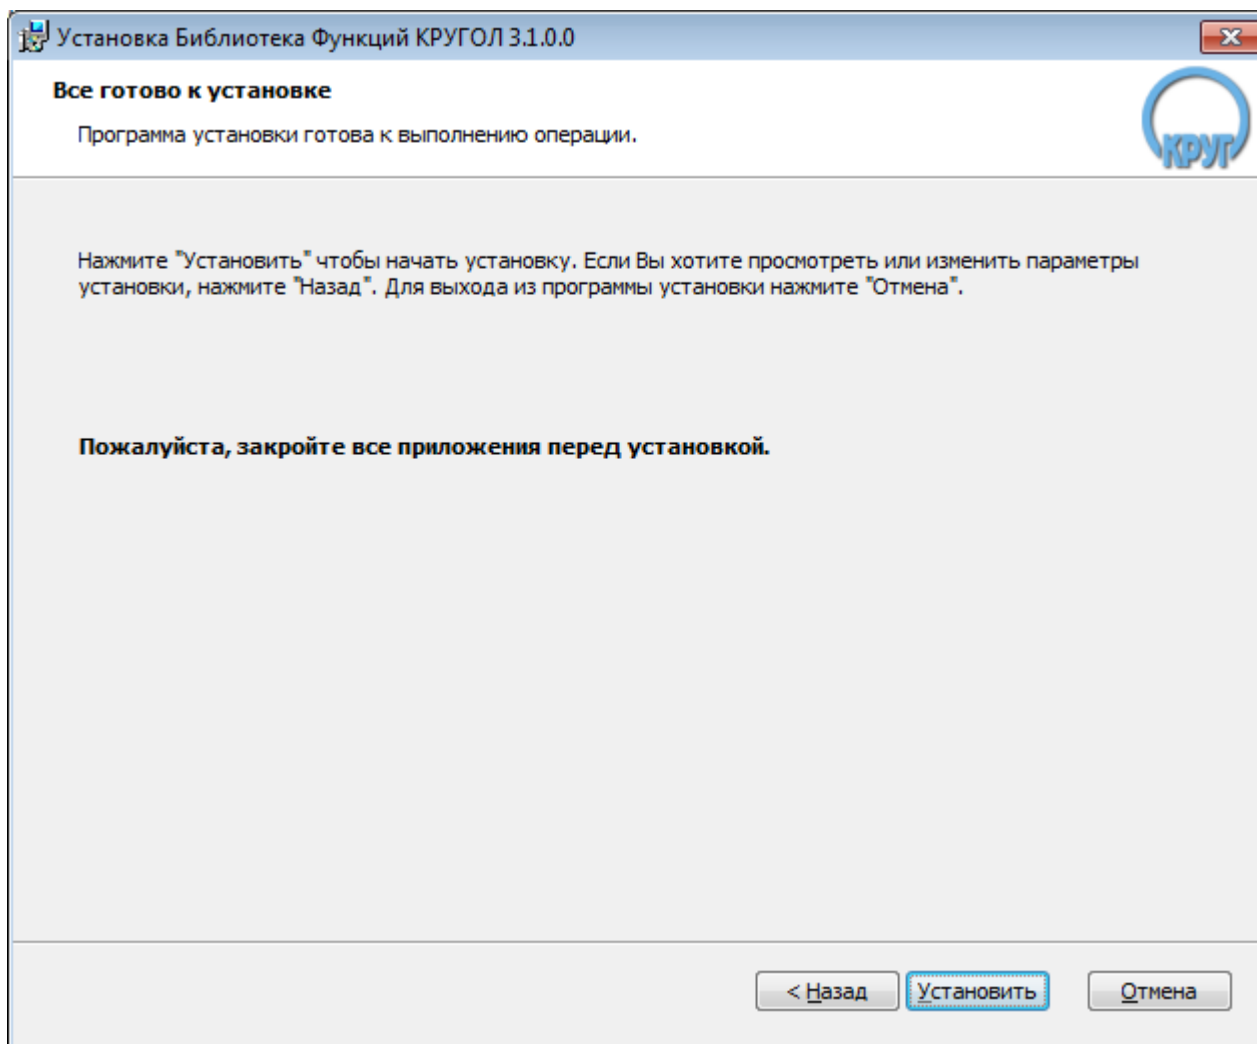 Установка Библиотека Функций КРУГОЛ 3.1.0.0
Все готово к установке
Программа установки готова к выполнению операции.
КРУГ
Нажмите "Установить" чтобы начать установку. Если Вы хотите просмотреть или изменить параметры
установки, нажмите "Назад". Для выхода из программы установки нажмите "Отмена".
Пожалуйста, закройте все приложения перед установкой.
< Назад Установить Отмена